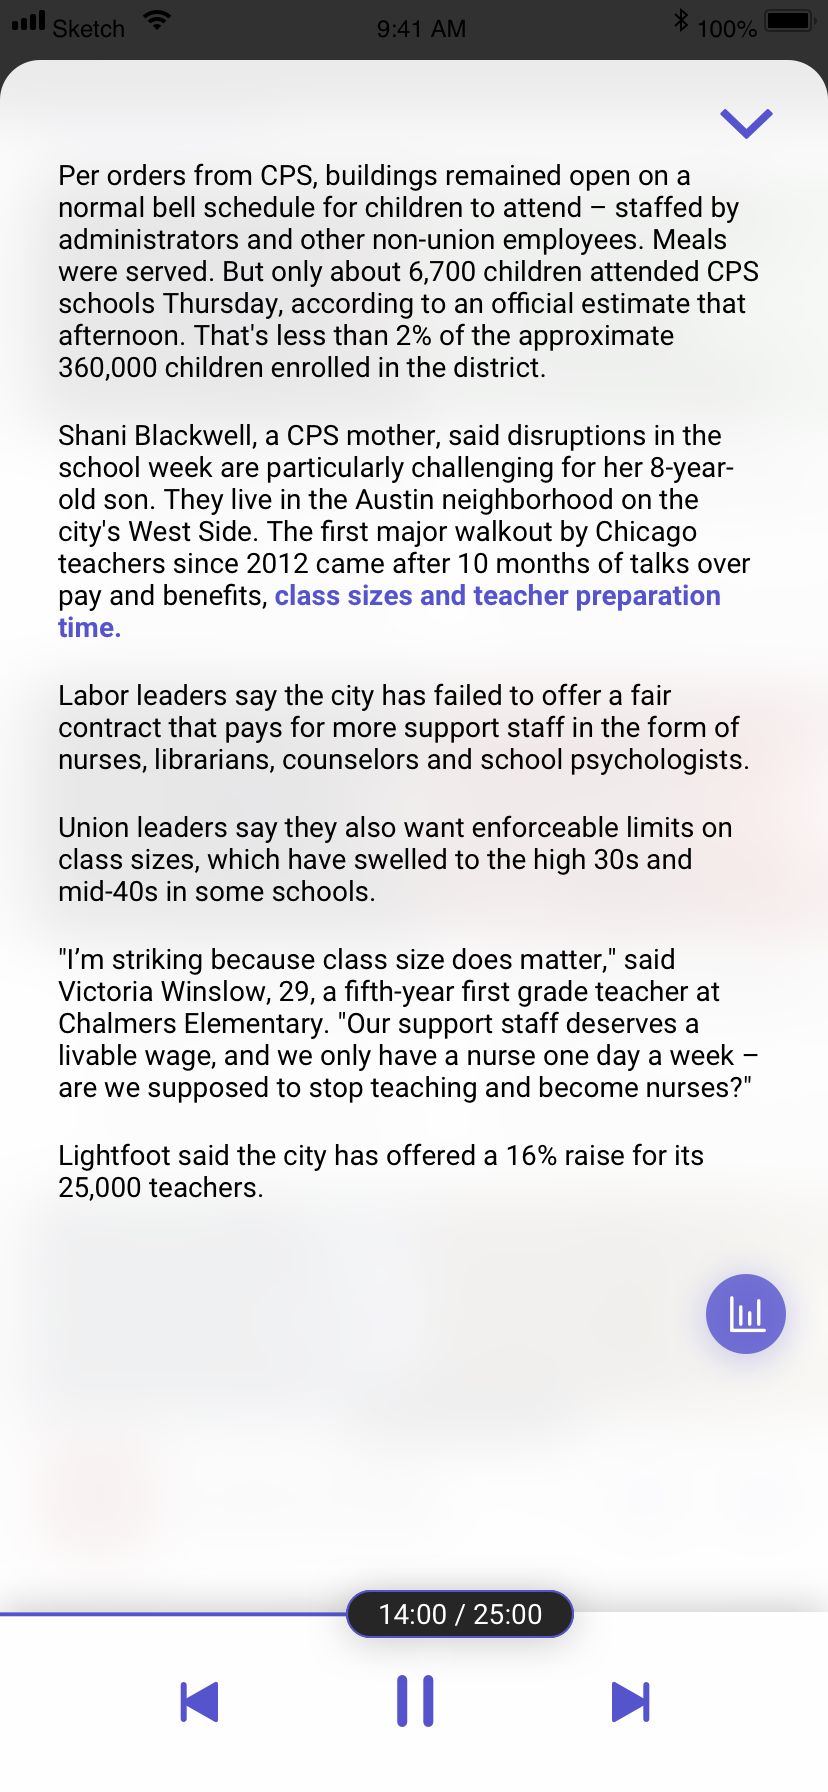 Sketch 9:41 AM 100%
Per orders from CPS, buildings remained open on a
normal bell schedule for children to attend – staffed by
administrators and other non-union employees. Meals
were served. But only about 6,700 children attended CPS
schools Thursday, according to an official estimate that
afternoon. That's less than 2% of the approximate
360,000 children enrolled in the district.
Shani Blackwell, a CPS mother, said disruptions in the
school week are particularly challenging for her 8-year-
old son. They live in the Austin neighborhood on the
city's West Side. The first major walkout by Chicago
teachers since 2012 came after 10 months of talks over
pay and benefits, class sizes and teacher preparation
time.
Labor leaders say the city has failed to offer a fair
contract that pays for more support staff in the form of
nurses, librarians, counselors and school psychologists.
Union leaders say they also want enforceable limits on
class sizes, which have swelled to the high 30s and
mid-40s in some schools.
"I’m striking because class size does matter," said
Victoria Winslow, 29, a fifth-year first grade teacher at
Chalmers Elementary. "Our support staff deserves a
livable wage, and we only have a nurse one day a week –
are we supposed to stop teaching and become nurses?"
Lightfoot said the city has offered a 16% raise for its
25,000 teachers.
14:00 / 25:00